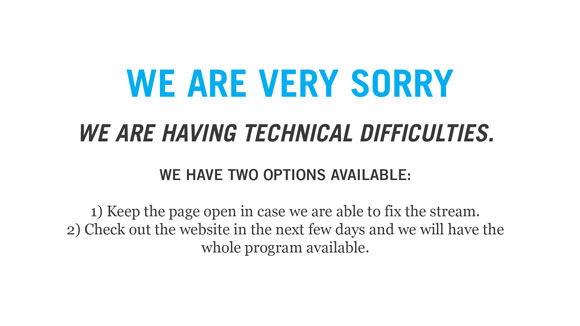 WE ARE VERY SORRY
WE ARE HAVING TECHNICAL DIFFICULTIES.
WE HAVE TWO OPTIONS AVAILABLE:
1) Keep the page open in case we are able to fix the stream.
2) Check out the website in the next few days and we will have the
whole program available.